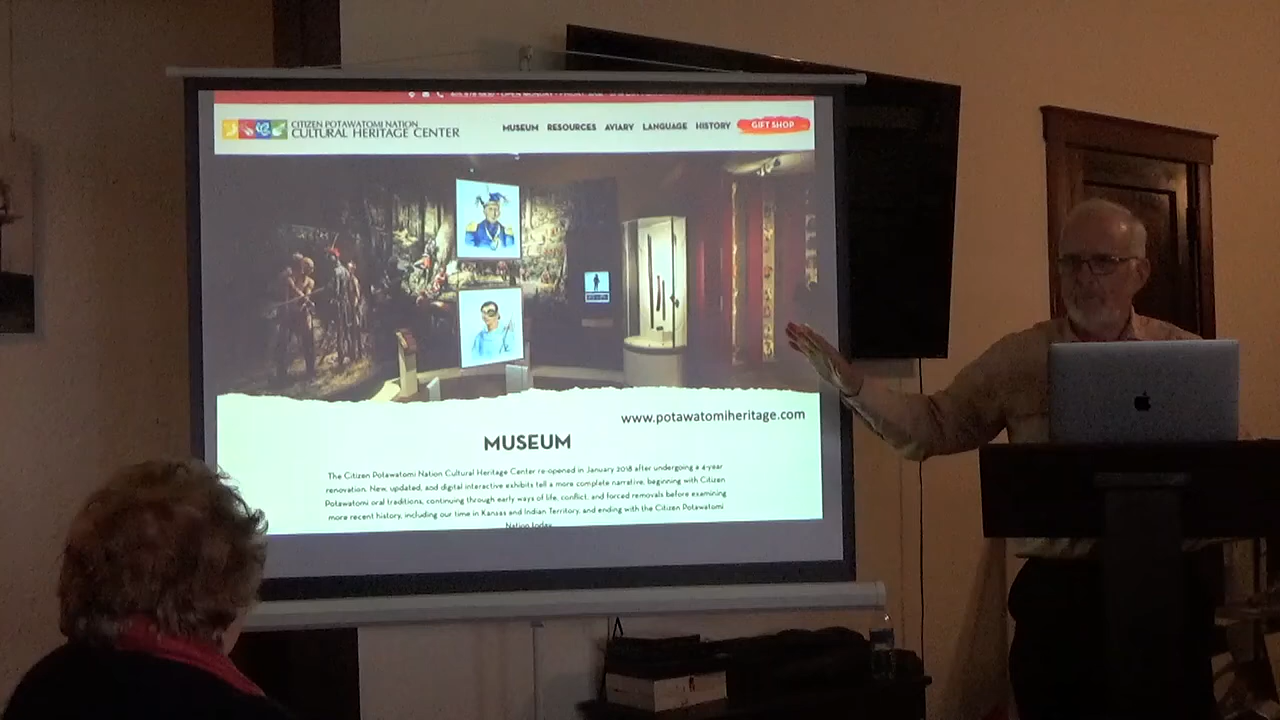 CITIZEN POTAWATOMI NATION
CULTURAL HERITAGE CENTER
MUSEUM RESOURCES AVIARY LANGUAGE HISTORY GIFT SHOP
www.potawatomiheritage.com
MUSEUM
The Citizen Potawatomi Nation Cultural Heritage Center re-opened in January 2018 after undergoing a 4-year
renovation. New, updated, and digital interactive exhibits tell a more complete narrative, beginning with Citizen
Potawatomi oral traditions, continuing through early ways of life, conflict, and forced removals before examining
more recent history, including our time in Kansas and Indian Territory, and ending with the Citizen Potawatomi
Nation today.